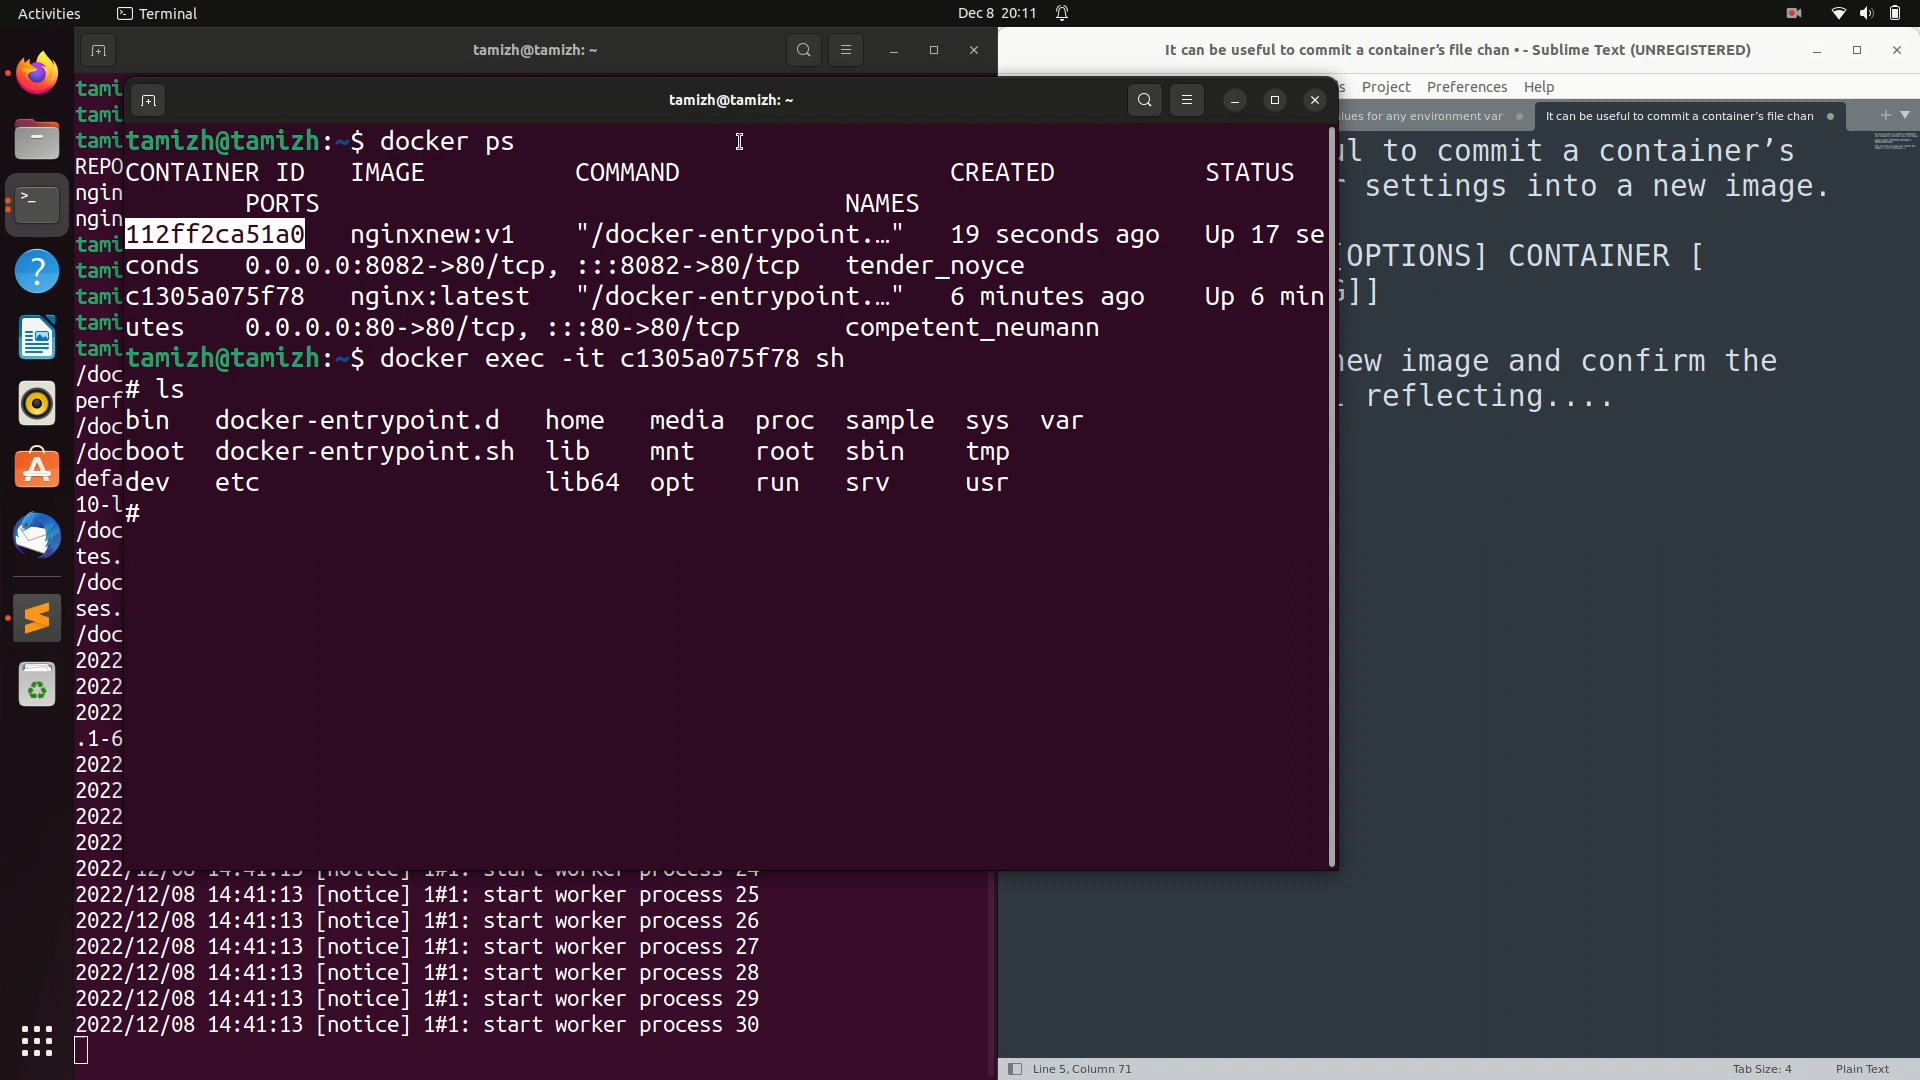 Activities
Terminal
Dec 8 20:11
tamizh@tamizh: ~
It can be useful to commit a container's file chan • - Sublime Text (UNREGISTERED)
tamizh@tamizh: ~
Project
Preferences
Help
alues for any environment var
It can be useful to commit a container's file chan
tamizh@tamizh:~$ docker ps
CONTAINER ID IMAGE COMMAND CREATED STATUS
PORTS NAMES
112ff2ca51a0 nginxnew:v1 "/docker-entrypoint.…" 19 seconds ago Up 17 se
conds 0.0.0.0:8082->80/tcp, :::8082->80/tcp tender_noyce
c1305a075f78 nginx:latest "/docker-entrypoint.…" 6 minutes ago Up 6 min
utes 0.0.0.0:80->80/tcp, :::80->80/tcp competent_neumann
tamizh@tamizh:~$ docker exec -it c1305a075f78 sh
# ls
bin docker-entrypoint.d home media proc sample sys var
boot docker-entrypoint.sh lib mnt root sbin tmp
dev etc lib64 opt run srv usr
#
ul to commit a container's
settings into a new image.
[OPTIONS] CONTAINER [
G]]
new image and confirm the
reflecting....
tami
tami
tami
REPO
ngin
ngin
tami
tami
tami
tami
tami
/doc
perf
/doc
/doc
defa
10-l
/doc
tes.
/doc
ses.
/doc
2022
2022
2022
.1-6
2022
2022
2022
2022
2022/12/08 14:41:13 [notice] 1#1: start worker process 24
2022/12/08 14:41:13 [notice] 1#1: start worker process 25
2022/12/08 14:41:13 [notice] 1#1: start worker process 26
2022/12/08 14:41:13 [notice] 1#1: start worker process 27
2022/12/08 14:41:13 [notice] 1#1: start worker process 28
2022/12/08 14:41:13 [notice] 1#1: start worker process 29
2022/12/08 14:41:13 [notice] 1#1: start worker process 30
Line 5, Column 71
Tab Size: 4
Plain Text